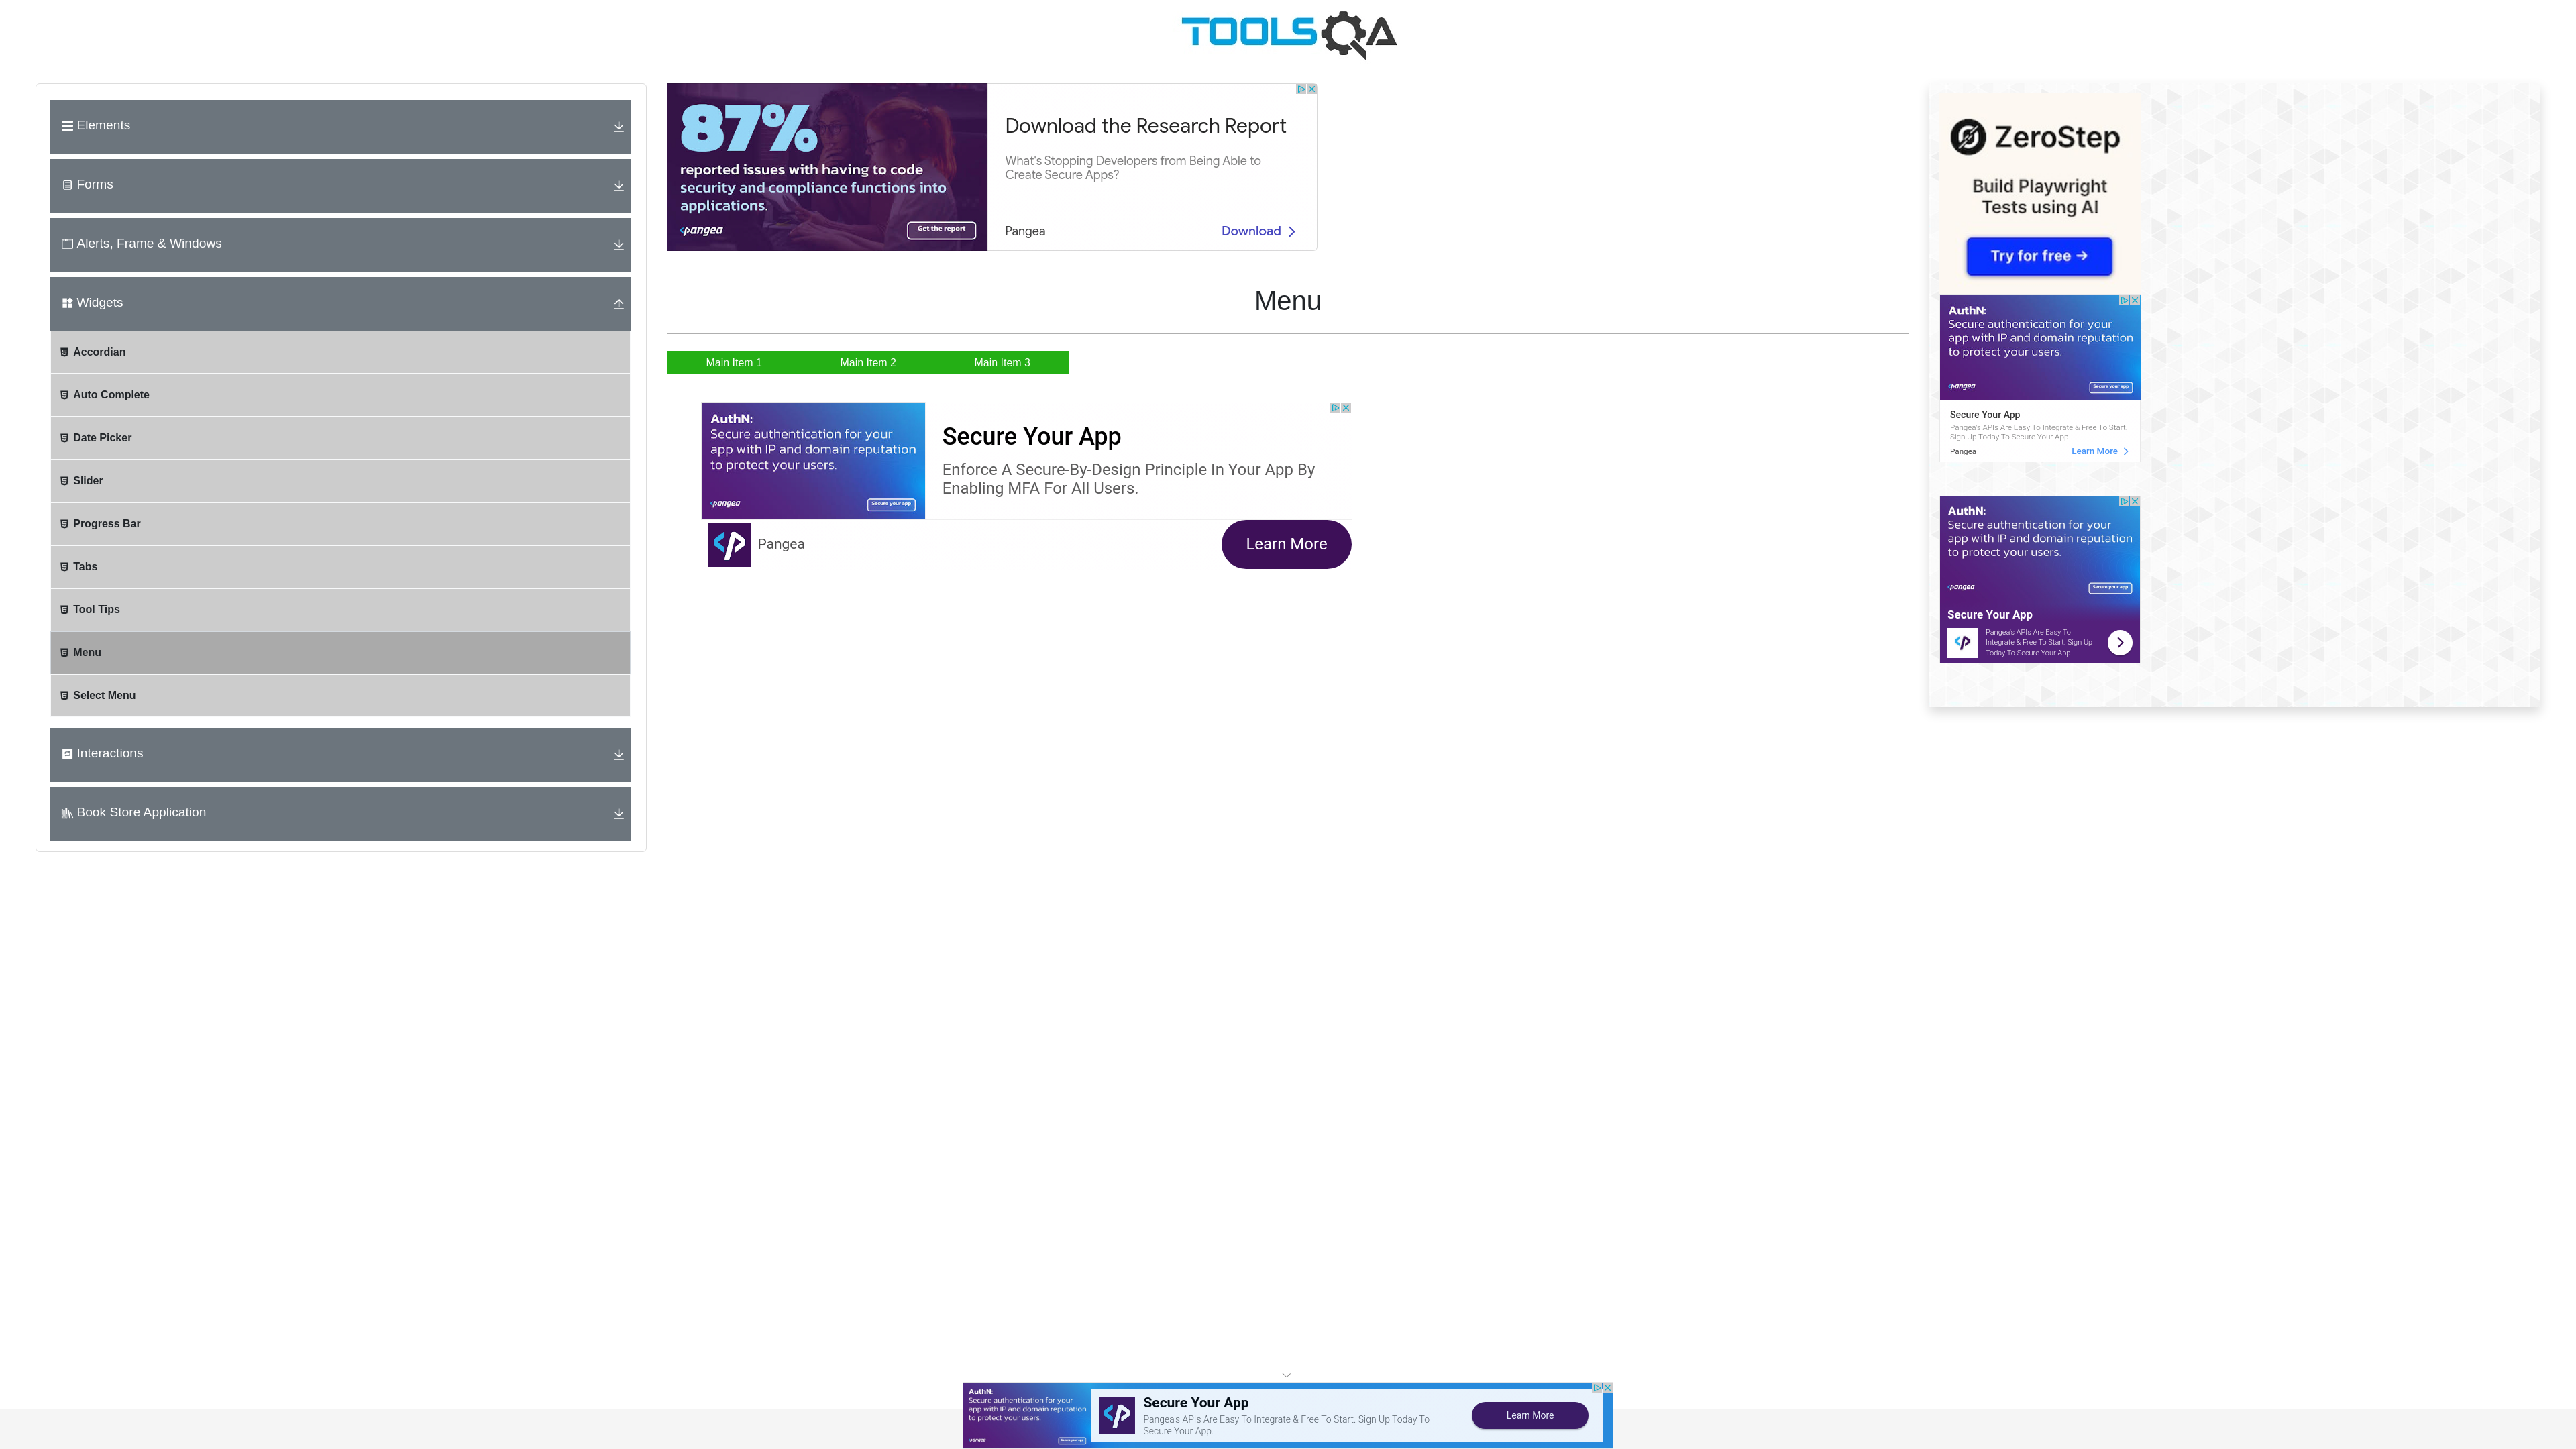 TOOLSQA
Elements
Forms
Alerts, Frame & Windows
Widgets
Accordian
Auto Complete
Date Picker
Slider
Progress Bar
Tabs
Tool Tips
Menu
Select Menu
Interactions
Book Store Application
87%
reported issues with having to code
security and compliance functions into
applications.
pangea
Get the report
Download the Research Report
What's Stopping Developers from Being Able to
Create Secure Apps?
Pangea
Download
Menu
Main Item 1
Main Item 2
Main Item 3
AuthN:
Secure authentication for your
app with IP and domain reputation
to protect your users.
pangea
Secure your app
Secure Your App
Enforce A Secure-By-Design Principle In Your App By
Enabling MFA For All Users.
Pangea
Learn More
ZeroStep
Build Playwright
Tests using AI
Try for free →
AuthN:
Secure authentication for your
app with IP and domain reputation
to protect your users.
pangea
Secure your app
Secure Your App
Pangea's APIs Are Easy To Integrate & Free To Start.
Sign Up Today To Secure Your App.
Pangea
Learn More
AuthN:
Secure authentication for your
app with IP and domain reputation
to protect your users.
pangea
Secure your app
Secure Your App
Pangea's APIs Are Easy To
Integrate & Free To Start. Sign Up
Today To Secure Your App.
AuthN:
Secure authentication for your
app with IP and domain reputation
to protect your users.
pangea
Secure your app
Secure Your App
Pangea's APIs Are Easy To Integrate & Free To Start. Sign Up Today To
Secure Your App.
Learn More